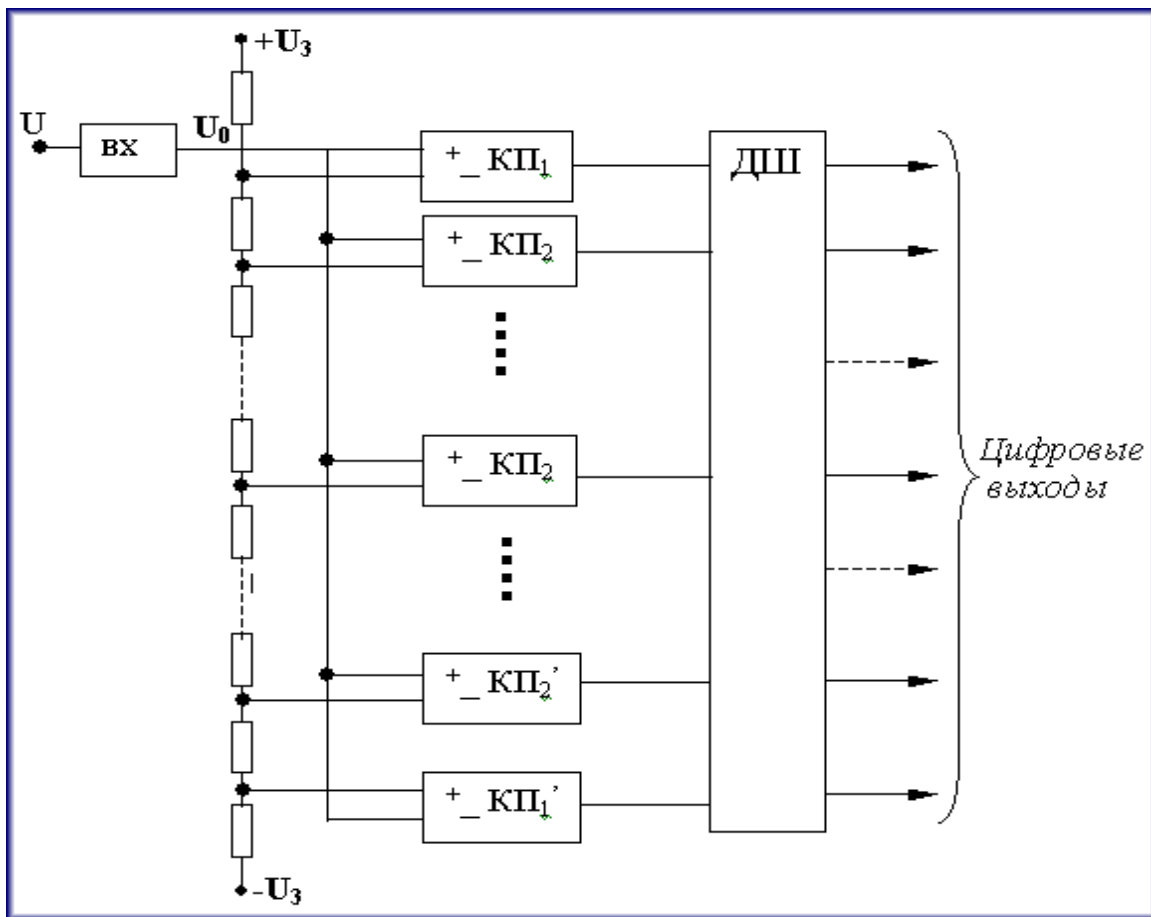 +U₃
U
вх
U₀
+
_ КП₁
ДШ
+
_ КП₂
+
_ КП₂
Цифровые
выходы
+
_ КП₂’
+
_ КП₁’
-U₃